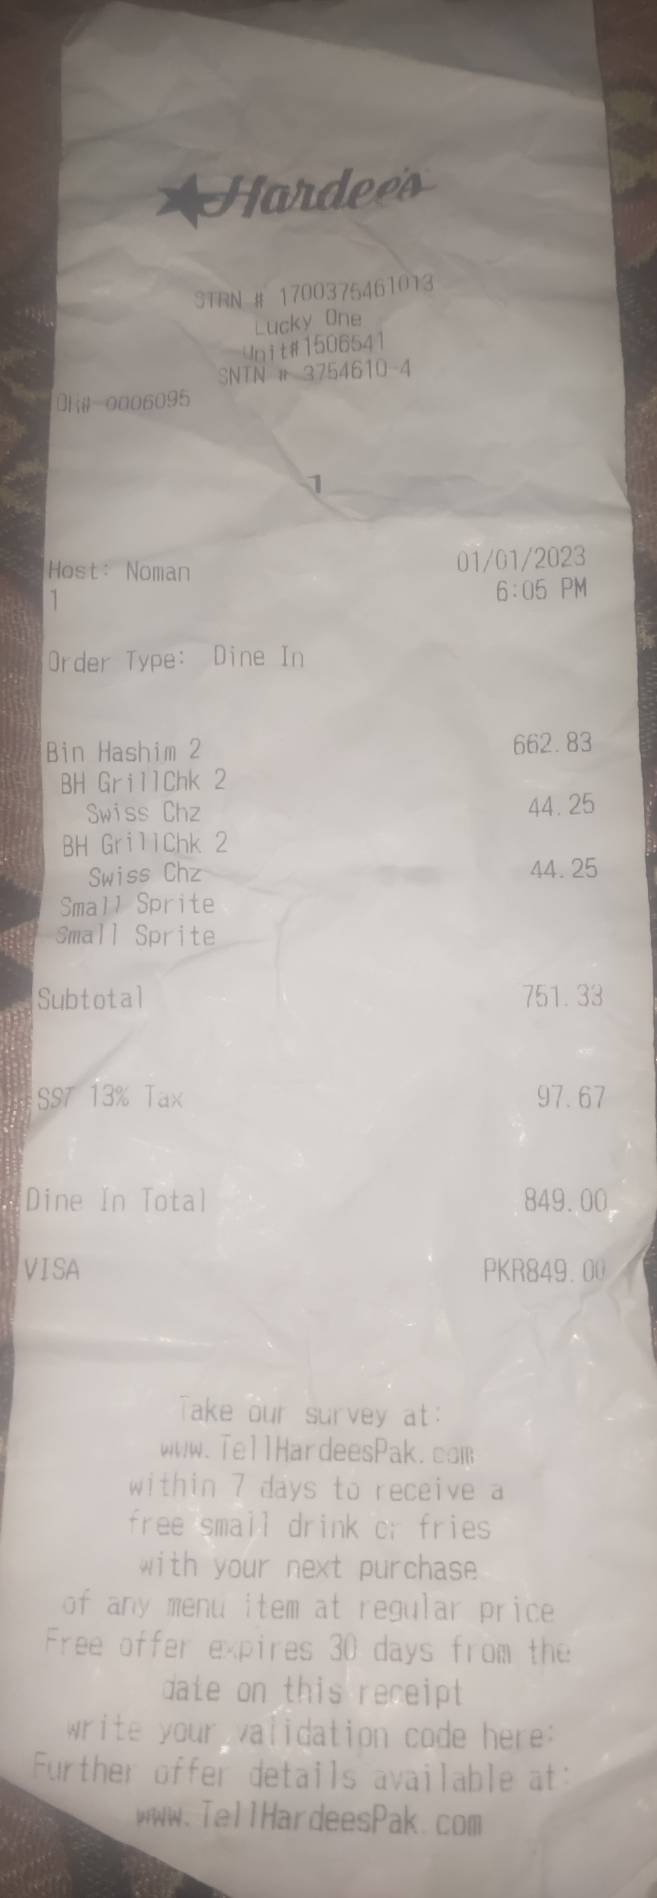 Hardee's
STRN # 1700375461013
Lucky One
Unit#1506541
SNTN # 3754610-4
0006095
1
Host: Noman 01/01/2023
1 6:05 PM
Order Type: Dine In
Bin Hashim 2 662.83
BH GrillChk 2
Swiss Chz 44.25
BH GrillChk 2
Swiss Chz 44.25
Small Sprite
Small Sprite
Subtotal 751.33
SST 13% Tax 97.67
Dine In Total 849.00
VISA PKR849.00
Take our survey at:
www.TellHardeesPak.com
within 7 days to receive a
free small drink or fries
with your next purchase
of any menu item at regular price
Free offer expires 30 days from the
date on this receipt
write your validation code here:
Further offer details available at:
www.TellHardeesPak.com